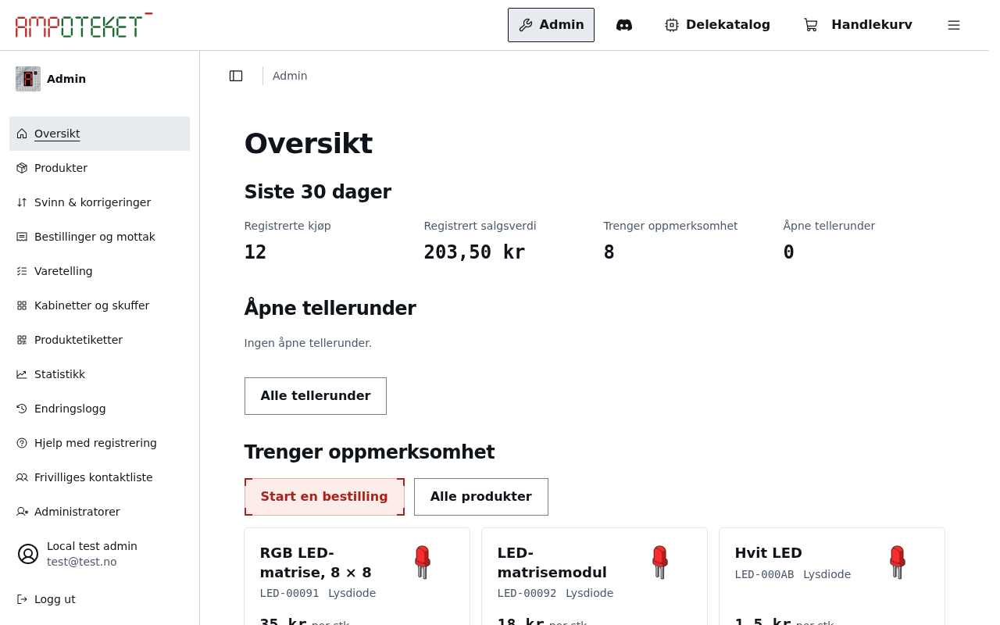 AMPOTEKET
Admin
Delekatalog
Handlekurv
Admin
Oversikt
Produkter
Svinn & korrigeringer
Bestillinger og mottak
Varetelling
Kabinetter og skuffer
Produktetiketter
Statistikk
Endringslogg
Hjelp med registrering
Frivilliges kontaktliste
Administratorer
Local test admin
test@test.no
Logg ut
Admin
Oversikt
Siste 30 dager
Registrerte kjøp
12
Registrert salgsverdi
203,50 kr
Trenger oppmerksomhet
8
Åpne tellerunder
0
Åpne tellerunder
Ingen åpne tellerunder.
Alle tellerunder
Trenger oppmerksomhet
Start en bestilling
Alle produkter
RGB LED-
matrise, 8 × 8
LED-00091 Lysdiode
35 kr per stk
LED-
matrisemodul
LED-00092 Lysdiode
18 kr per stk
Hvit LED
LED-000AB Lysdiode
1,5 kr per stk